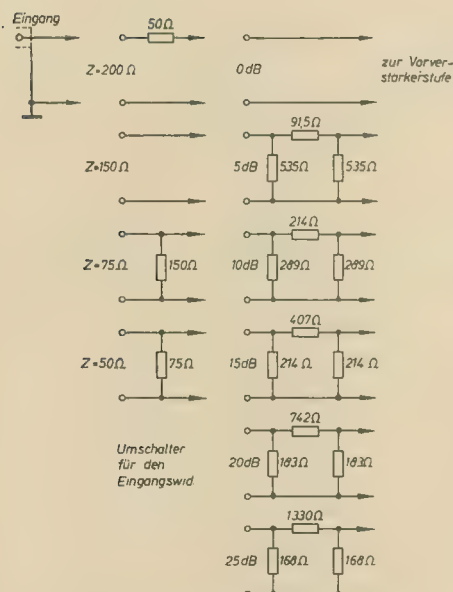 Eingang
50Ω
Z=200 Ω
0dB
zur Vorver-
stärkerstufe
91,5Ω
Z=150Ω
5dB
535Ω
535Ω
214Ω
Z=75Ω
150Ω
10dB
289Ω
289Ω
407Ω
Z=50Ω
75Ω
15dB
214 Ω
214 Ω
742Ω
Umschalter
für den
Eingangswid.
20dB
183Ω
183Ω
1330Ω
25dB
168Ω
168Ω